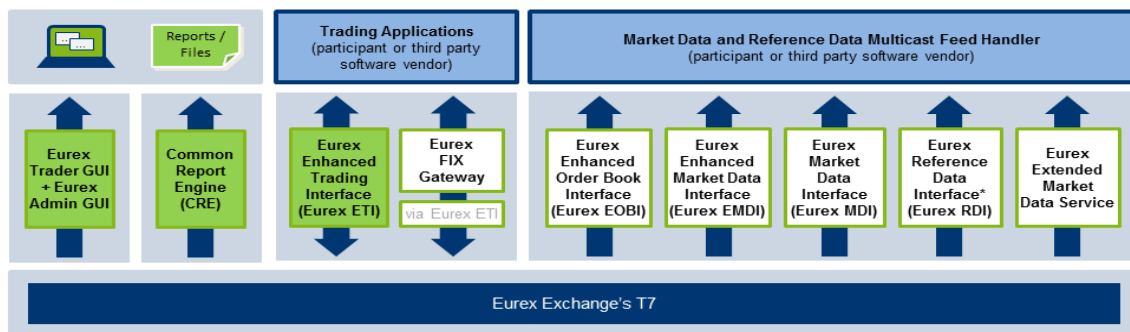 Reports /
Files
Trading Applications
(participant or third party
software vendor)
Market Data and Reference Data Multicast Feed Handler
(participant or third party software vendor)
Eurex
Trader GUI
+ Eurex
Admin GUI
Common
Report
Engine
(CRE)
Eurex
Enhanced
Trading
Interface
(Eurex ETI)
Eurex
FIX
Gateway
via Eurex ETI
Eurex
Enhanced
Order Book
Interface
(Eurex EOBI)
Eurex
Enhanced
Market Data
Interface
(Eurex EMDI)
Eurex
Market
Data
Interface
(Eurex MDI)
Eurex
Reference
Data
Interface*
(Eurex RDI)
Eurex
Extended
Market
Data Service
Eurex Exchange's T7